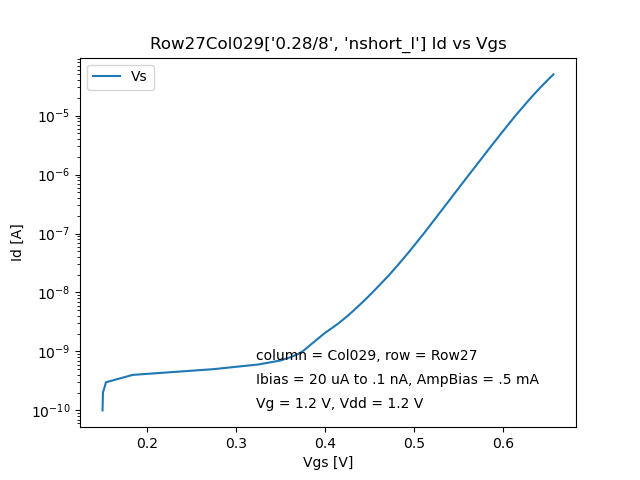 Row27Col029['0.28/8', 'nshort_l'] Id vs Vgs
Vs
10⁻⁵
10⁻⁶
10⁻⁷
10⁻⁸
10⁻⁹
10⁻¹⁰
Id [A]
column = Col029, row = Row27
Ibias = 20 uA to .1 nA, AmpBias = .5 mA
Vg = 1.2 V, Vdd = 1.2 V
0.2 0.3 0.4 0.5 0.6
Vgs [V]